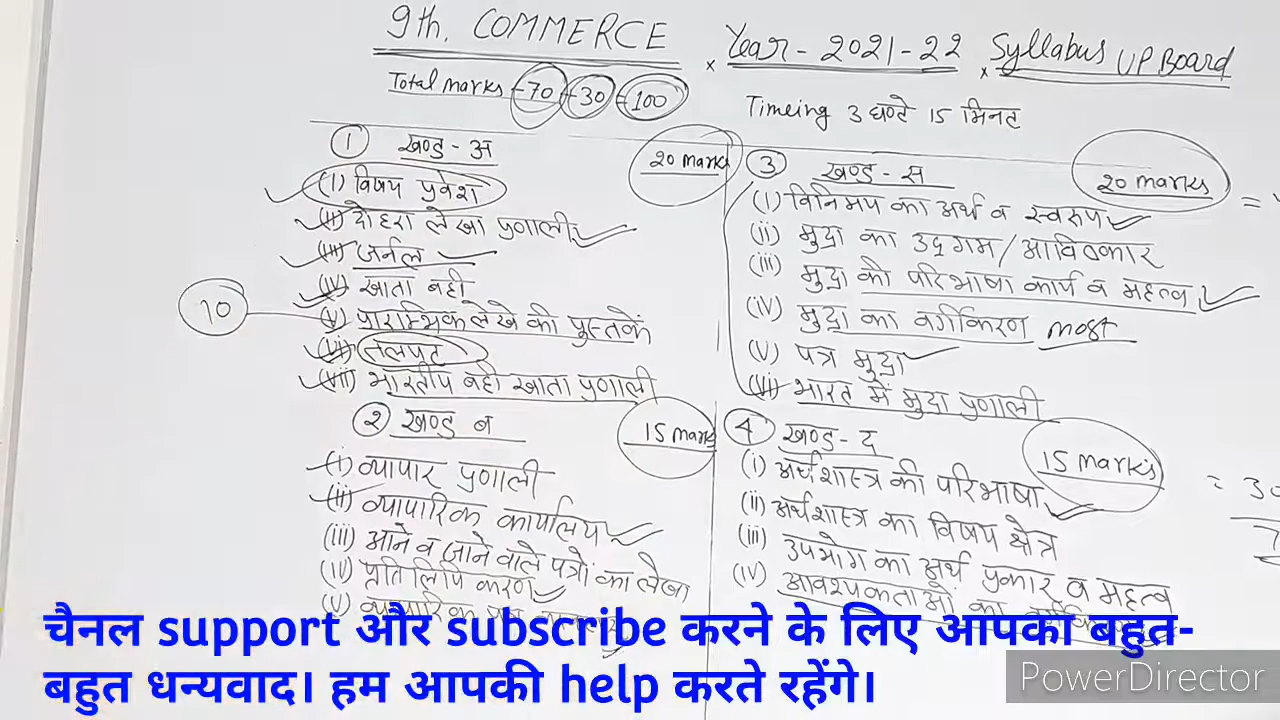 9th. COMMERCE × Year - 2021-22 × Syllabus UP Board
Total marks -70 -30 -100
Timeing 3 घण्टे 15 मिनट
1 खण्ड - अ
20 mark
(I) विषय प्रवेश
(II) दोहरा लेखा प्रणाली
(III) जर्नल
(IV) खाता बही
10
(V) प्रारम्भिक लेखे की पुस्तकें
(VI) तलपट
(VII) भारतीय बही खाता प्रणाली
2 खण्ड ब
15 marks
(i) व्यापार प्रणाली
(ii) व्यापारिक कार्यालय
(iii) आने व जाने वाले पत्रों का लेखा
(iv) प्रतिलिपि करण
(v) व्यापारिक
3 खण्ड - स
20 marks
(i) विनिमय का अर्थ व स्वरूप
(ii) मुद्रा का उद्गम/आविष्कार
(iii) मुद्रा की परिभाषा कार्य व महत्व
(iv) मुद्रा का वर्गीकरण most
(v) पत्र मुद्रा
(vi) भारत में मुद्रा प्रणाली
4 खण्ड - द
15 marks
(i) अर्थशास्त्र की परिभाषा
(ii) अर्थशास्त्र का विषय क्षेत्र
(iii) उपभोग का अर्थ प्रकार व महत्व
(iv) आवश्यकताओं का
चैनल support और subscribe करने के लिए आपका बहुत-
बहुत धन्यवाद। हम आपकी help करते रहेंगे।
PowerDirector